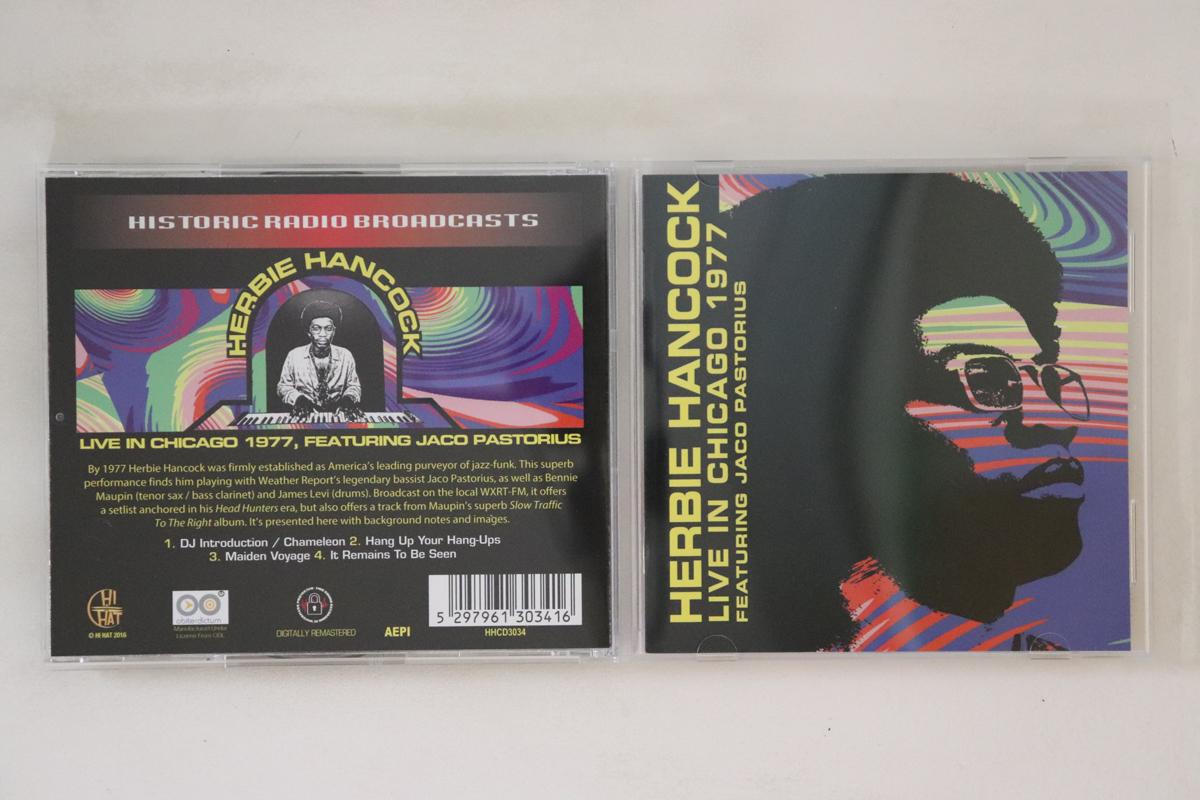 HISTORIC RADIO BROADCASTS
HERBIE HANCOCK
LIVE IN CHICAGO 1977, FEATURING JACO PASTORIUS
By 1977 Herbie Hancock was firmly established as America's leading purveyor of jazz-funk. This superb
performance finds him playing with Weather Report's legendary bassist Jaco Pastorius, as well as Bennie
Maupin (tenor sax / bass clarinet) and James Levi (drums). Broadcast on the local WXRT-FM, it offers
a setlist anchored in his Head Hunters era, but also offers a track from Maupin's superb Slow Traffic
To The Right album. It's presented here with background notes and images.
1. DJ Introduction / Chameleon 2. Hang Up Your Hang-Ups
3. Maiden Voyage 4. It Remains To Be Seen
HI
HAT
© HI HAT 2016
obiterdictum
Manufactured Under
License From ODL
DIGITALLY REMASTERED
AEPI
5 297961 303416
HHCD3034
HERBIE HANCOCK
LIVE IN CHICAGO 1977
FEATURING JACO PASTORIUS